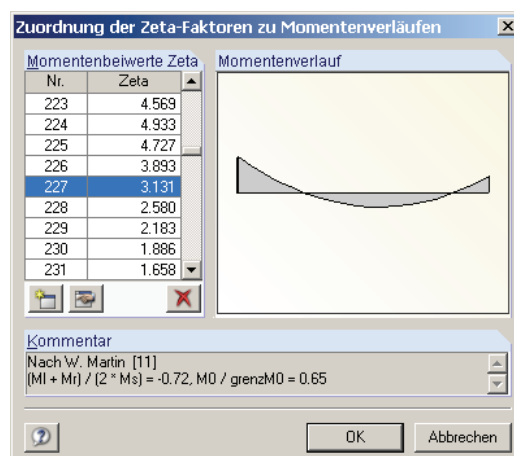 Zuordnung der Zeta-Faktoren zu Momentenverläufen
Momentenbeiwerte Zeta
Nr. Zeta
223 4.569
224 4.933
225 4.727
226 3.893
227 3.131
228 2.580
229 2.183
230 1.886
231 1.658
Momentenverlauf
Kommentar
Nach W. Martin [11]
(Ml + Mr) / (2 * Ms) = -0.72, M0 / grenzM0 = 0.65
OK
Abbrechen